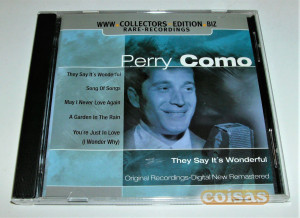 WWW COLLECTORS EDITION BIZ
RARE-RECORDINGS
Perry Como
They Say It's Wonderful
Song Of Songs
May I Never Love Again
A Garden In The Rain
You're Just In Love
(I Wonder Why)
They Say It's Wonderful
Original Recordings-Digital New Remastered
coisas